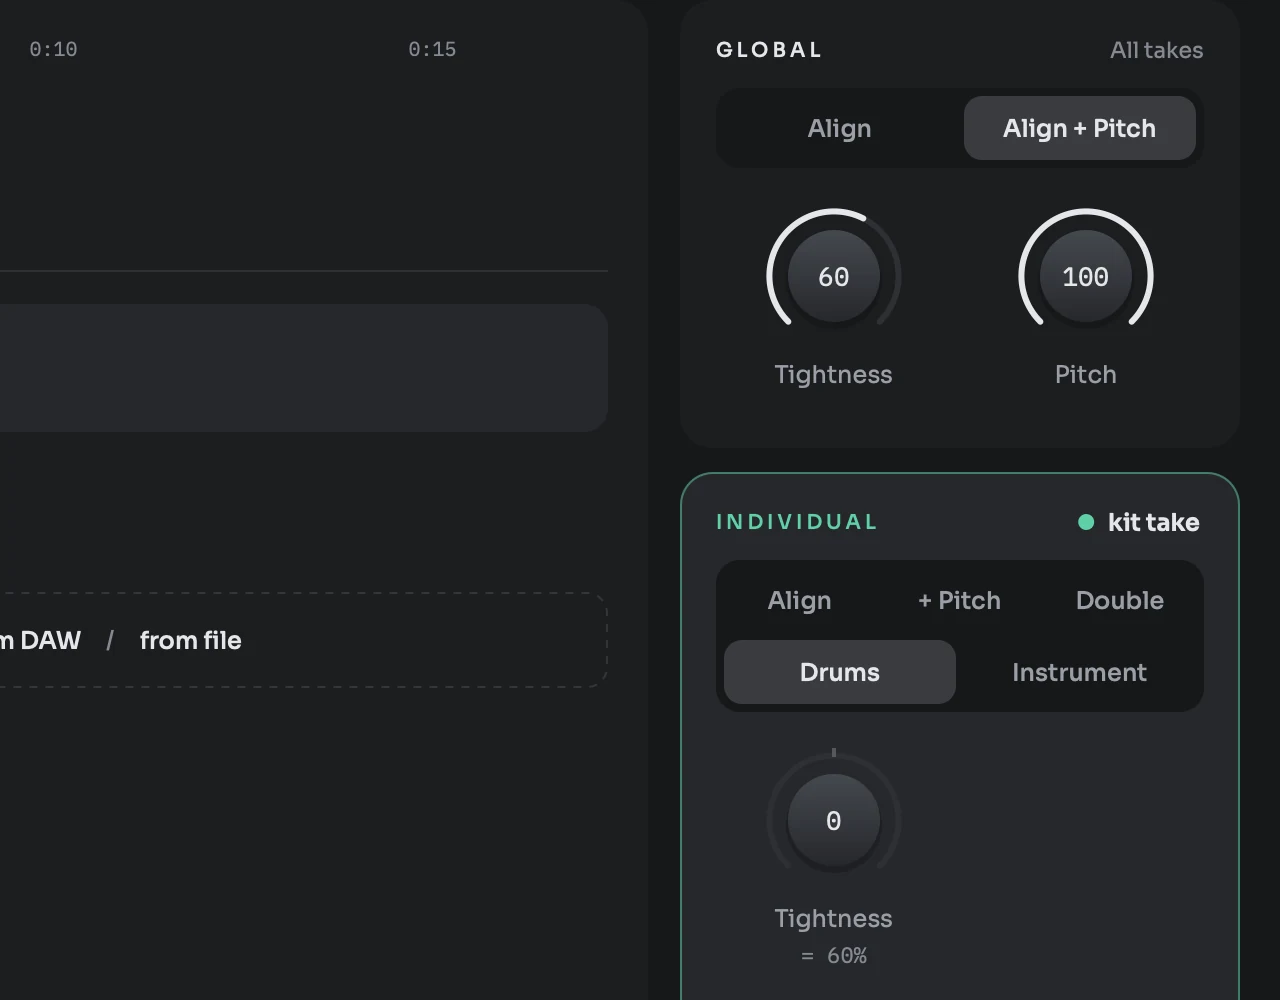 0:10 0:15
m DAW / from file
GLOBAL All takes
Align Align + Pitch
60 100
Tightness Pitch
INDIVIDUAL kit take
Align + Pitch Double
Drums Instrument
0
Tightness
= 60%